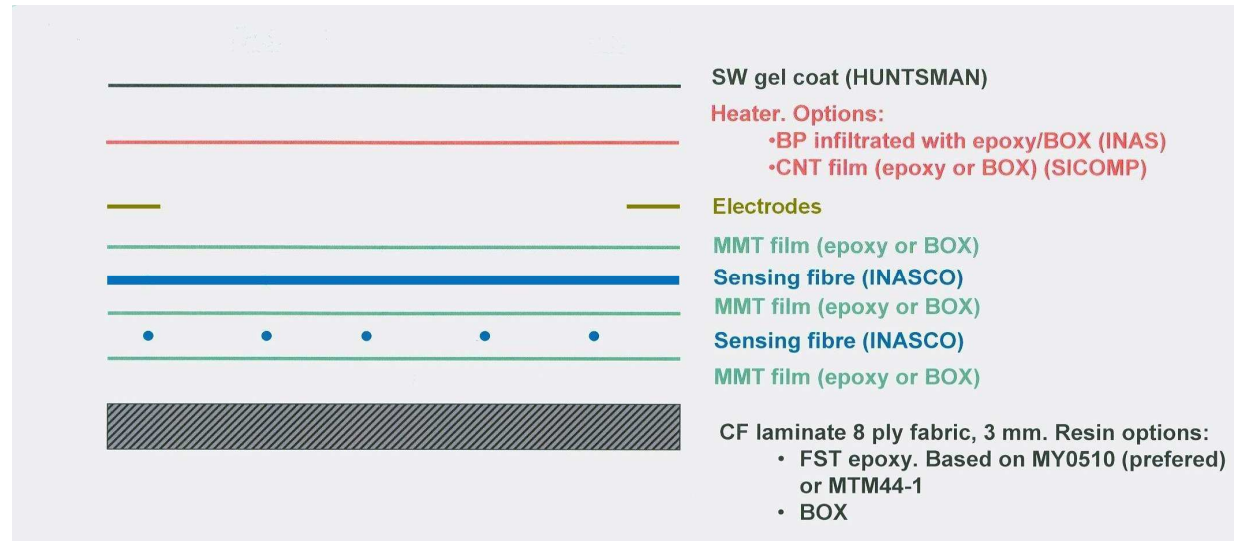 SW gel coat (HUNTSMAN)
Heater. Options:
•BP infiltrated with epoxy/BOX (INAS)
•CNT film (epoxy or BOX) (SICOMP)
Electrodes
MMT film (epoxy or BOX)
Sensing fibre (INASCO)
MMT film (epoxy or BOX)
Sensing fibre (INASCO)
MMT film (epoxy or BOX)
CF laminate 8 ply fabric, 3 mm. Resin options:
• FST epoxy. Based on MY0510 (prefered)
or MTM44-1
• BOX